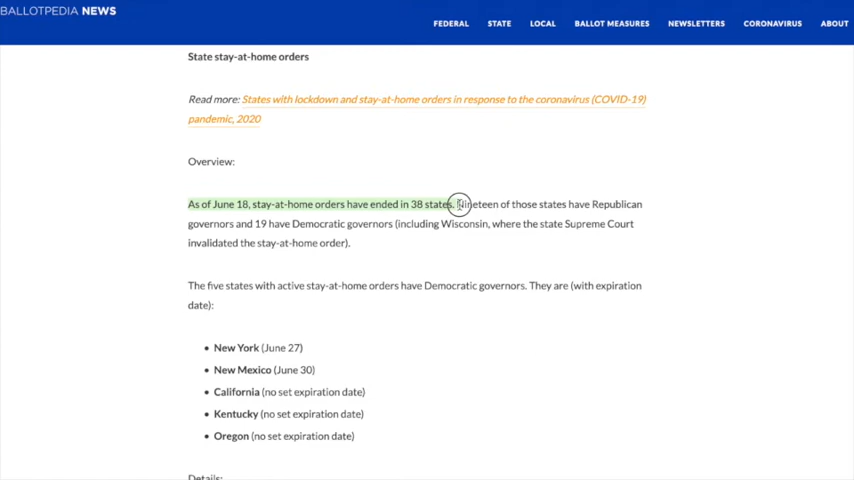 BALLOTPEDIA NEWS
FEDERAL STATE LOCAL BALLOT MEASURES NEWSLETTERS CORONAVIRUS ABOUT
State stay-at-home orders
Read more: States with lockdown and stay-at-home orders in response to the coronavirus (COVID-19)
pandemic, 2020
Overview:
As of June 18, stay-at-home orders have ended in 38 states. Nineteen of those states have Republican
governors and 19 have Democratic governors (including Wisconsin, where the state Supreme Court
invalidated the stay-at-home order).
The five states with active stay-at-home orders have Democratic governors. They are (with expiration
date):
• New York (June 27)
• New Mexico (June 30)
• California (no set expiration date)
• Kentucky (no set expiration date)
• Oregon (no set expiration date)
Details: